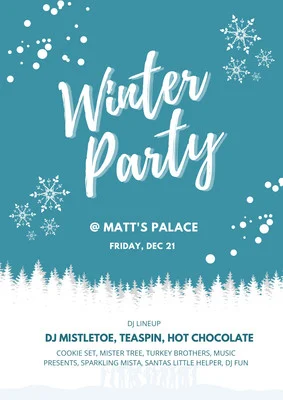 Winter
Party
@ MATT'S PALACE
FRIDAY, DEC 21
DJ LINEUP
DJ MISTLETOE, TEASPIN, HOT CHOCOLATE
COOKIE SET, MISTER TREE, TURKEY BROTHERS, MUSIC
PRESENTS, SPARKLING MISTA, SANTAS LITTLE HELPER, DJ FUN